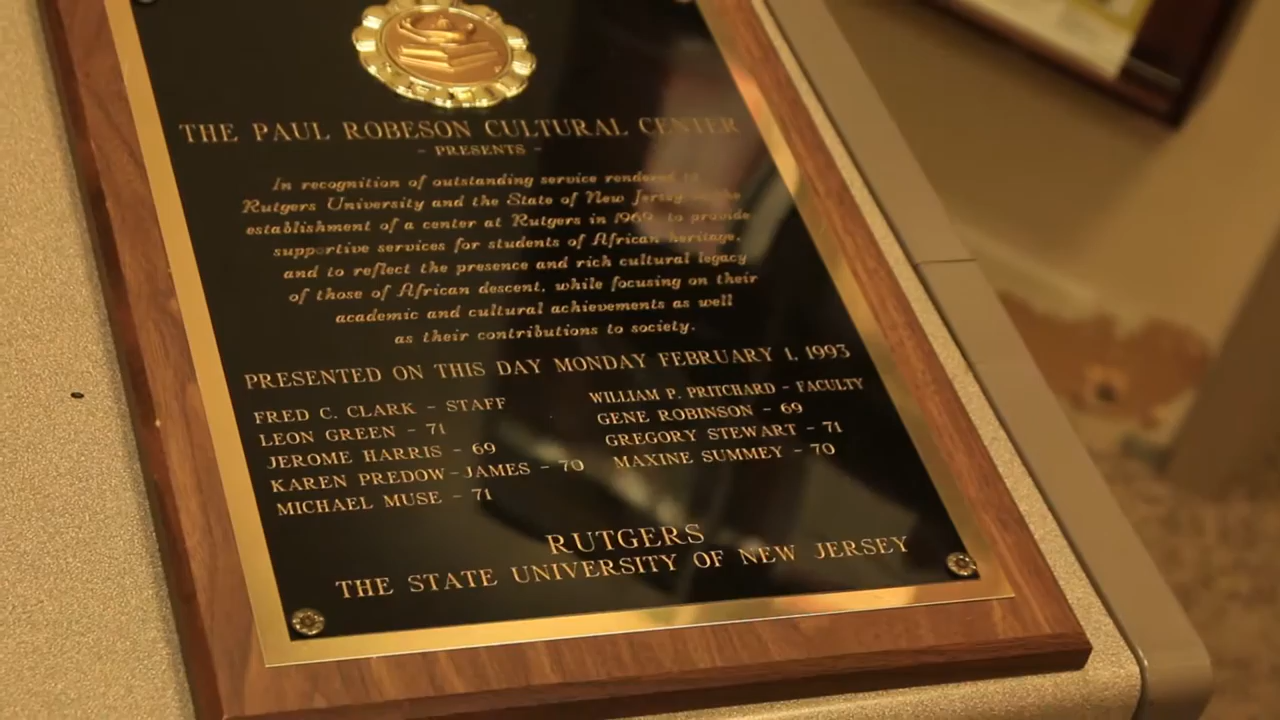 THE PAUL ROBESON CULTURAL CENTER
- PRESENTS -
In recognition of outstanding service rendered to
Rutgers University and the State of New Jersey in the
establishment of a center at Rutgers in 1969, to provide
supportive services for students of African heritage,
and to reflect the presence and rich cultural legacy
of those of African descent, while focusing on their
academic and cultural achievements as well
as their contributions to society.
PRESENTED ON THIS DAY MONDAY FEBRUARY 1, 1993
FRED C. CLARK - STAFF
LEON GREEN - 71
JEROME HARRIS - 69
KAREN PREDOW-JAMES - 70
MICHAEL MUSE - 71
WILLIAM P. PRITCHARD - FACULTY
GENE ROBINSON - 69
GREGORY STEWART - 71
MAXINE SUMMEY - 70
RUTGERS
THE STATE UNIVERSITY OF NEW JERSEY